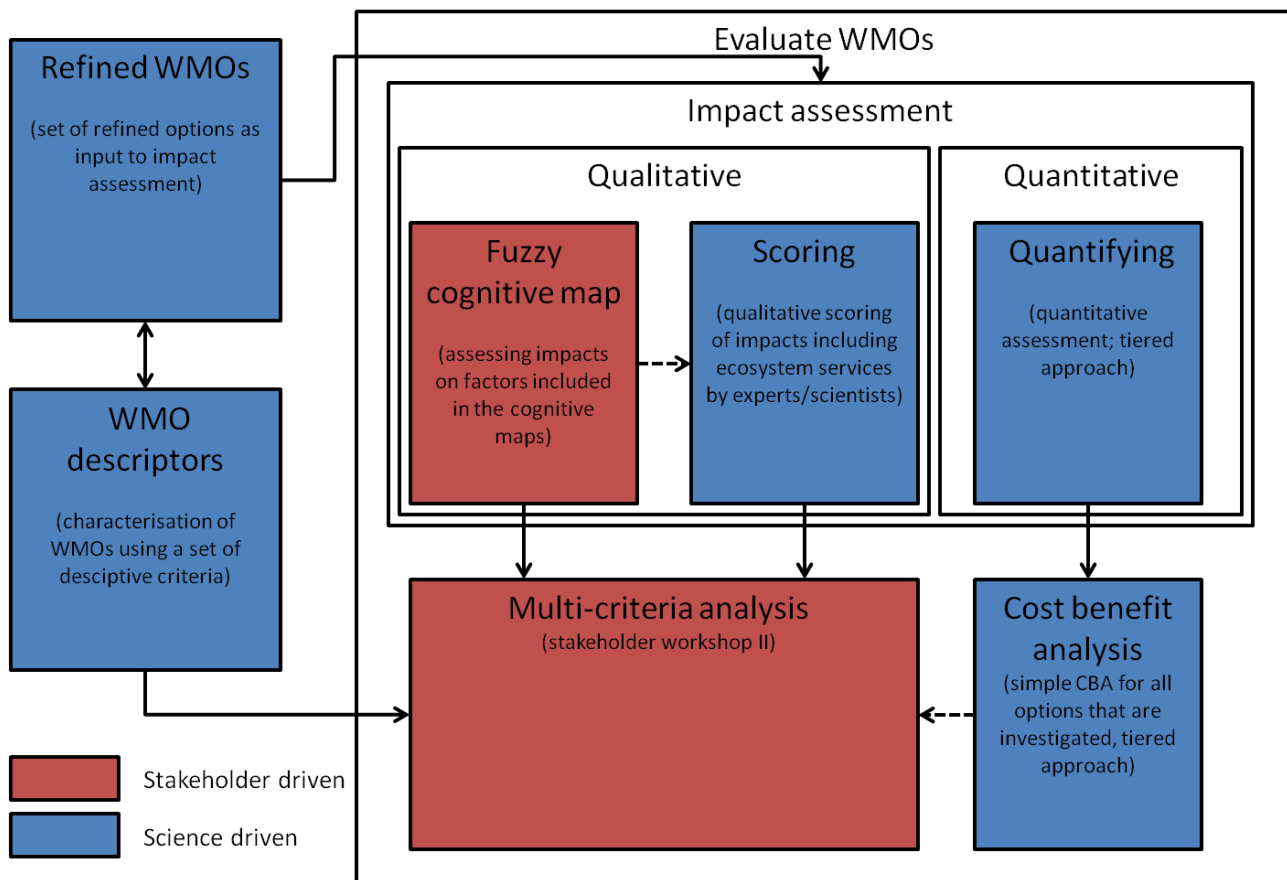 Evaluate WMOs
Refined WMOs
(set of refined options as
input to impact
assessment)
Impact assessment
Qualitative
Quantitative
Fuzzy
cognitive map
(assessing impacts
on factors included
in the cognitive
maps)
Scoring
(qualitative scoring
of impacts including
ecosystem services
by experts/scientists)
Quantifying
(quantitative
assessment; tiered
approach)
WMO
descriptors
(characterisation of
WMOs using a set of
desciptive criteria)
Multi-criteria analysis
(stakeholder workshop II)
Cost benefit
analysis
(simple CBA for all
options that are
investigated, tiered
approach)
Stakeholder driven
Science driven